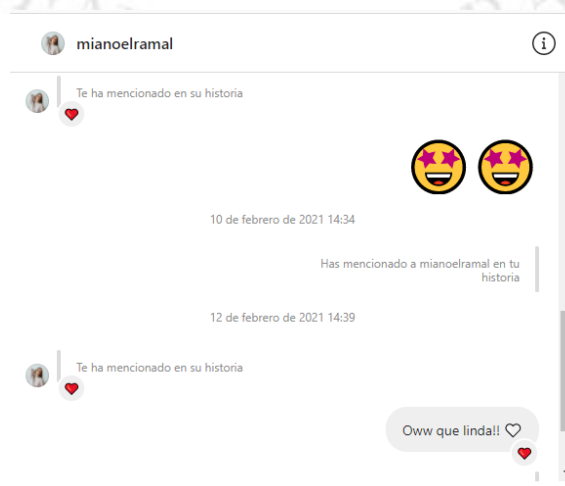 mianoelramal
Te ha mencionado en su historia
10 de febrero de 2021 14:34
Has mencionado a mianoelramal en tu
historia
12 de febrero de 2021 14:39
Te ha mencionado en su historia
Oww que linda!! ♡